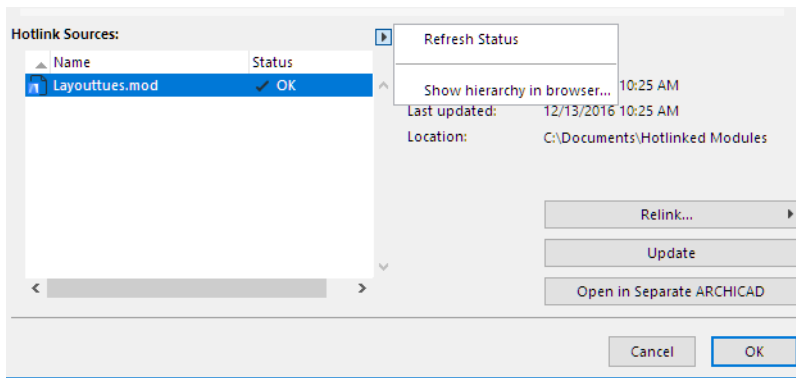 Hotlink Sources:
Name Status
Layouttues.mod OK
Refresh Status
Show hierarchy in browser...
10:25 AM
Last updated: 12/13/2016 10:25 AM
Location: C:\Documents\Hotlinked Modules
Relink...
Update
Open in Separate ARCHICAD
Cancel OK